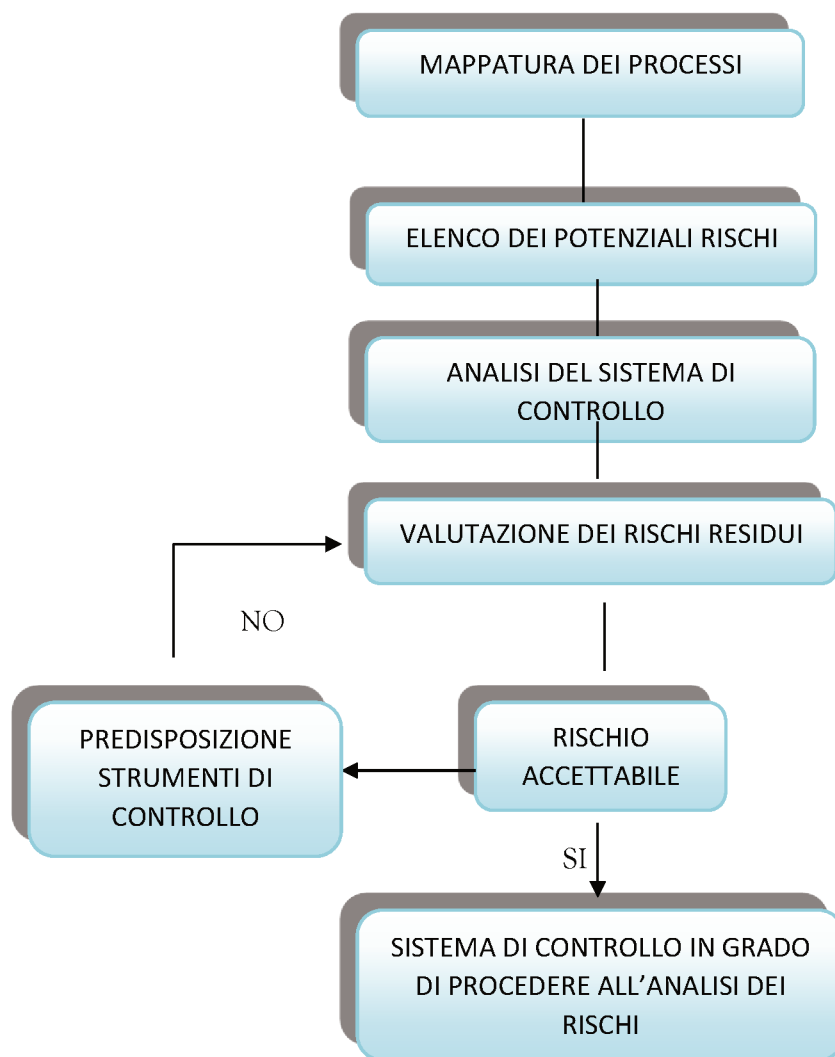 MAPPATURA DEI PROCESSI
ELENCO DEI POTENZIALI RISCHI
ANALISI DEL SISTEMA DI
CONTROLLO
VALUTAZIONE DEI RISCHI RESIDUI
NO
PREDISPOSIZIONE
STRUMENTI DI
CONTROLLO
RISCHIO
ACCETTABILE
SI
SISTEMA DI CONTROLLO IN GRADO
DI PROCEDERE ALL’ANALISI DEI
RISCHI